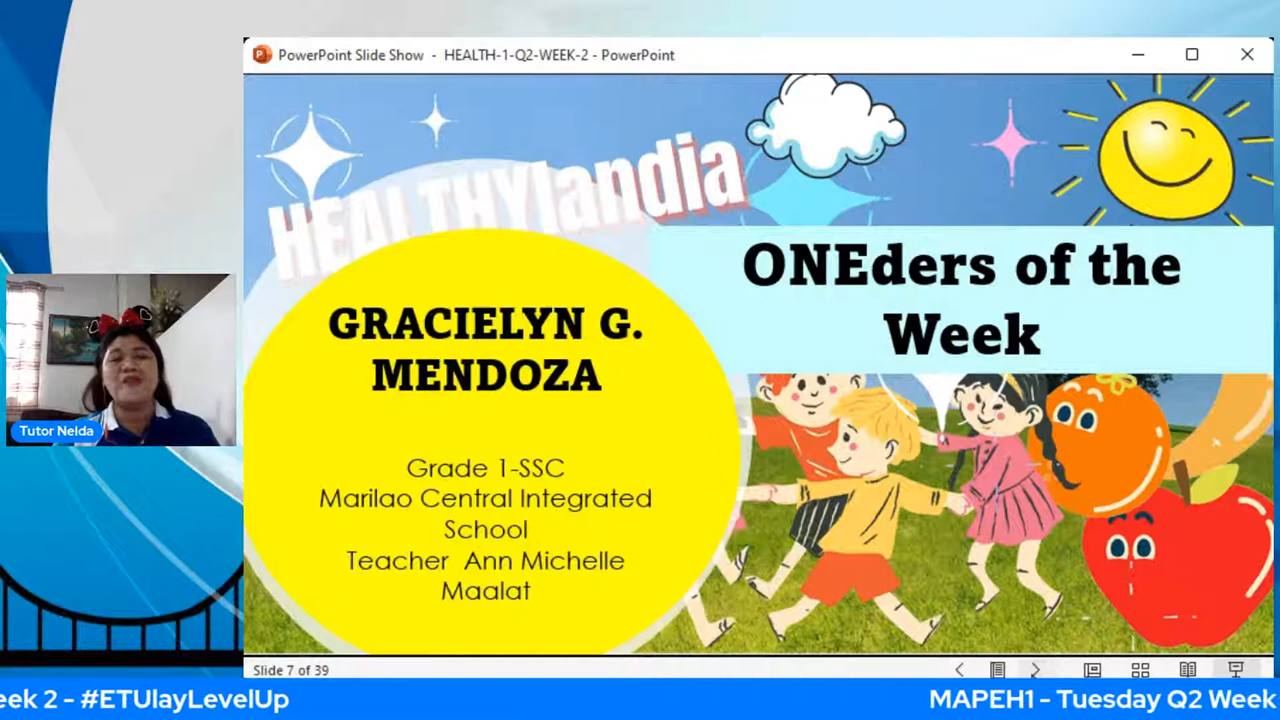 PowerPoint Slide Show - HEALTH-1-Q2-WEEK-2 - PowerPoint
HEALTHYlandia
ONEders of the
Week
GRACIELYN G.
MENDOZA
Grade 1-SSC
Marilao Central Integrated
School
Teacher Ann Michelle
Maalat
Tutor Nelda
Slide 7 of 39
eek 2 - #ETUlayLevelUp
MAPEH1 - Tuesday Q2 Week